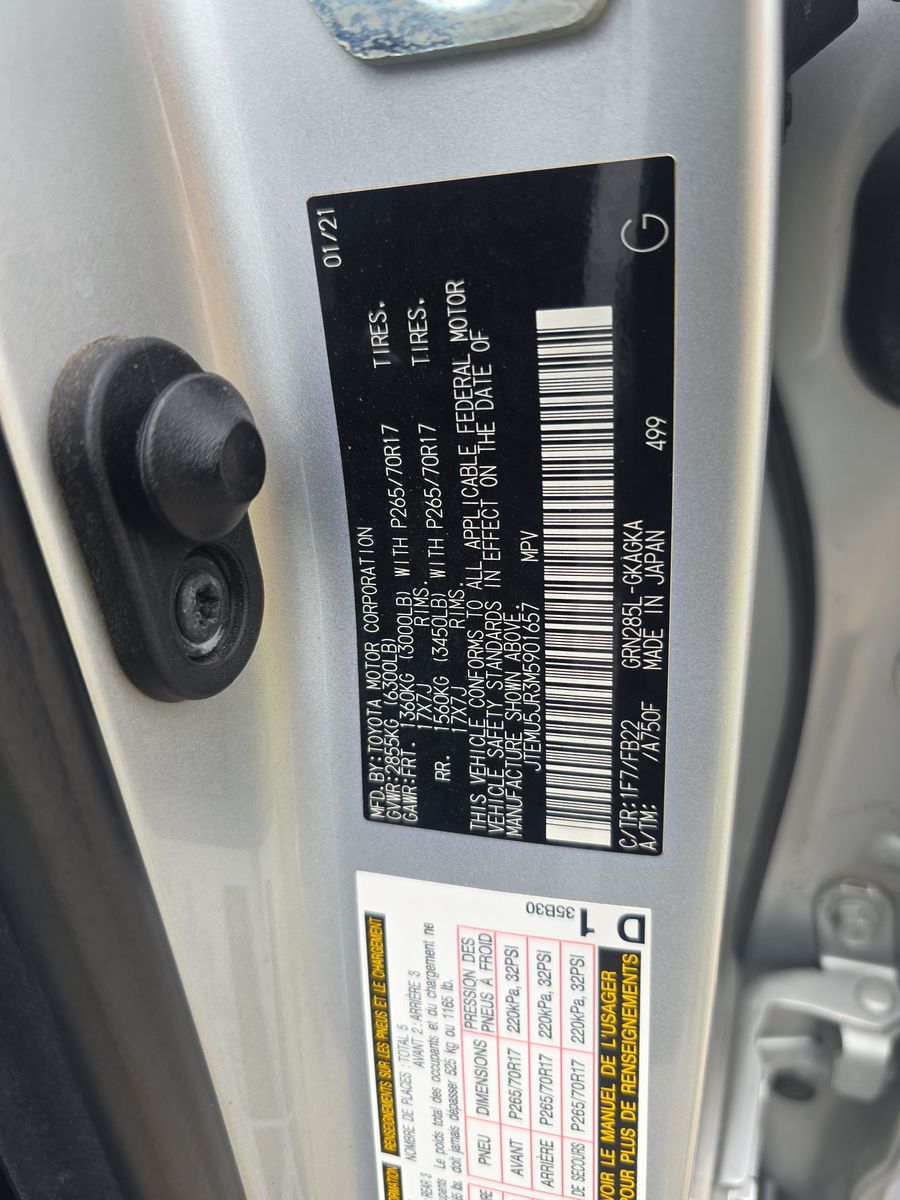 01/21
MFD. BY:TOYOTA MOTOR CORPORATION
GVWR:2855KG (6300LB)
GAWR:FRT. 1360KG (3000LB) WITH P265/70R17 TIRES.
17X7J RIMS.
RR. 1560KG (3450LB) WITH P265/70R17 TIRES.
17X7J RIMS.
THIS VEHICLE CONFORMS TO ALL APPLICABLE FEDERAL MOTOR
VEHICLE SAFETY STANDARDS IN EFFECT ON THE DATE OF
MANUFACTURE SHOWN ABOVE.
JTEMU5JR3M5901657 MPV
C/TR:1F7/FB22 GRN285L-GKAGKA
A/TM: /A750F MADE IN JAPAN 499
G
RENSEIGNEMENTS SUR LES PNEUS ET LE CHARGEMENT
NOMBRE DE PLACES : TOTAL 5
REAR 3 AVANT 2 : ARRIÈRE 3
Le poids total des occupants et du chargement ne
doit jamais dépasser 525 kg ou 1165 lb.
PNEU DIMENSIONS PRESSION DES PNEUS À FROID
AVANT P265/70R17 220kPa, 32PSI
ARRIÈRE P265/70R17 220kPa, 32PSI
DE SECOURS P265/70R17 220kPa, 32PSI
VOIR LE MANUEL DE L'USAGER
POUR PLUS DE RENSEIGNEMENTS
35B30